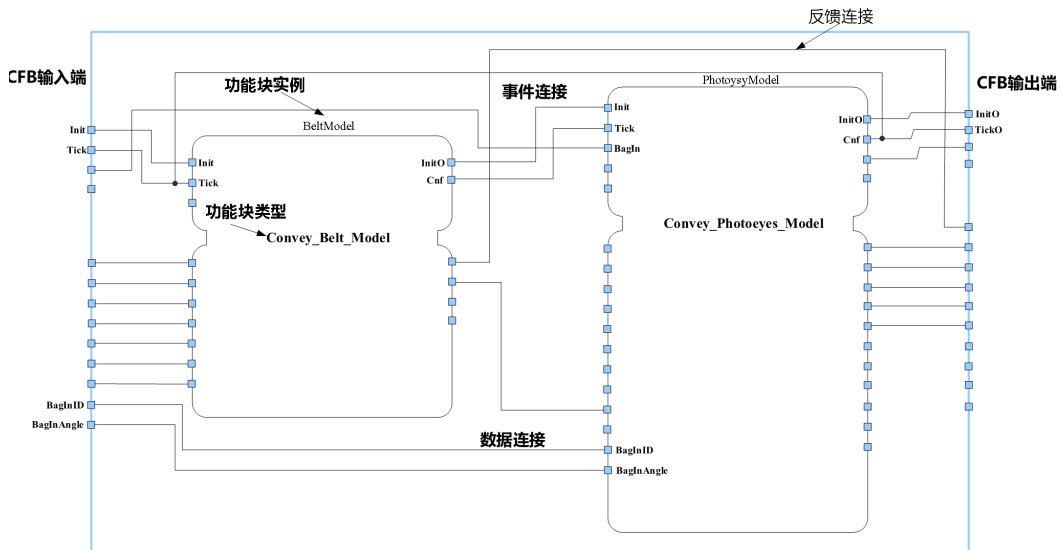 反馈连接
CFB输入端
功能块实例
事件连接
PhotoysyModel
CFB输出端
BeltModel
Init
Tick
Init
Tick
InitO
Cnf
Init
Tick
BagIn
InitO
Cnf
InitO
TickO
功能块类型
Convey_Belt_Model
Convey_Photoeyes_Model
BagInID
BagInAngle
数据连接
BagInID
BagInAngle